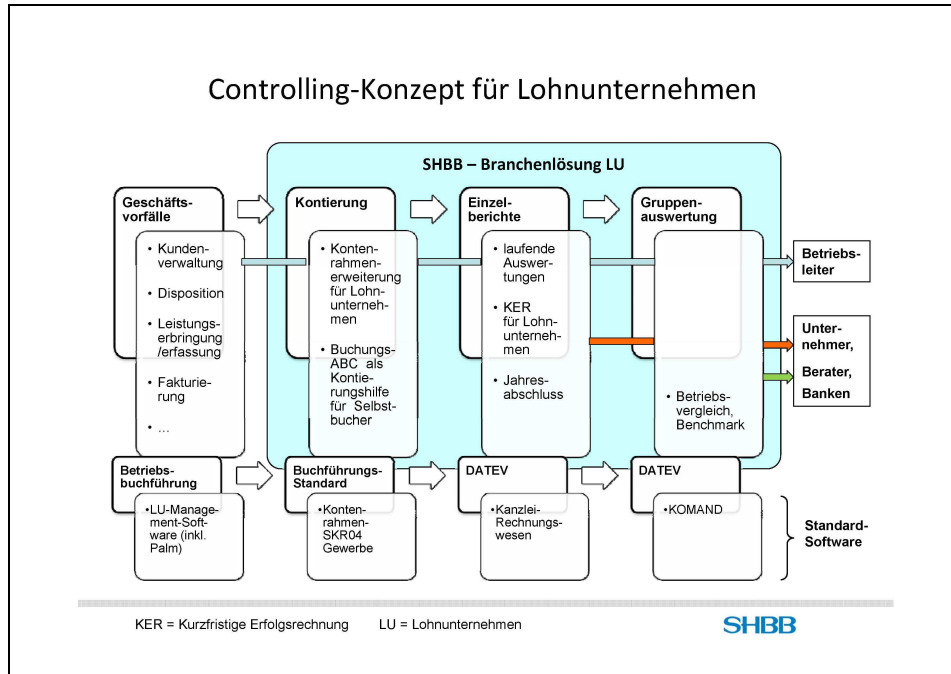 Controlling-Konzept für Lohnunternehmen
SHBB – Branchenlösung LU
Geschäfts-
vorfälle
• Kunden-
verwaltung
• Disposition
• Leistungs-
erbringung
/erfassung
• Fakturie-
rung
• ...
Kontierung
• Konten-
rahmen-
erweiterung
für Lohn-
unterneh-
men
• Buchungs-
ABC als
Kontie-
rungshilfe
für Selbst-
bucher
Einzel-
berichte
• laufende
Auswer-
tungen
• KER
für Lohn-
unterneh-
men
• Jahres-
abschluss
Gruppen-
auswertung
• Betriebs-
vergleich,
Benchmark
Betriebs-
leiter
Unter-
nehmer,
Berater,
Banken
Betriebs-
buchführung
•LU-Manage-
ment-Soft-
ware (inkl.
Palm)
Buchführungs-
Standard
•Konten-
rahmen-
SKR04
Gewerbe
DATEV
•Kanzlei-
Rechnungs-
wesen
DATEV
•KOMAND
Standard-
Software
KER = Kurzfristige Erfolgsrechnung LU = Lohnunternehmen
SHBB